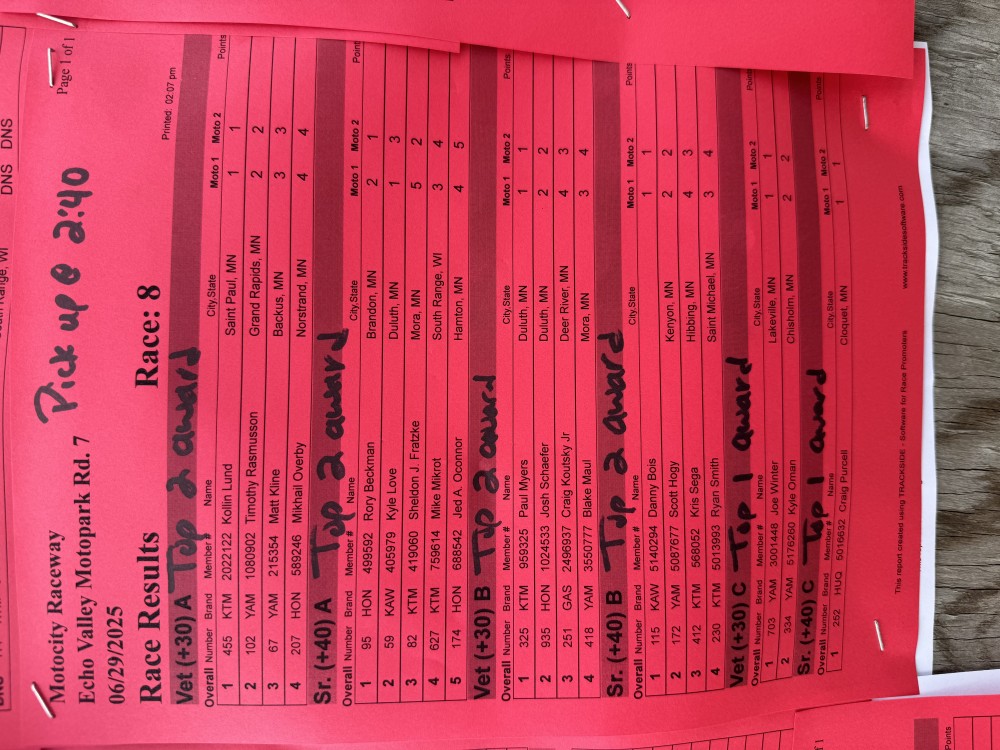 DNS DNS
Motocity Raceway
Page 1 of 1
Echo Valley Motopark Rd. 7 Pick up @ 2:40
06/29/2025
Race Results Race: 8
Printed: 02:07 pm
Vet (+30) A Top 2 award
Overall Number Brand Member # Name City,State Moto 1 Moto 2 Points
1 455 KTM 2022122 Kollin Lund Saint Paul, MN 1 1
2 102 YAM 1080902 Timothy Rasmusson Grand Rapids, MN 2 2
3 67 YAM 215354 Matt Kline Backus, MN 3 3
4 207 HON 589246 Mikhail Overby Norstrand, MN 4 4
Sr. (+40) A Top 2 award
Overall Number Brand Member # Name City,State Moto 1 Moto 2 Point
1 95 HON 499592 Rory Beckman Brandon, MN 2 1
2 59 KAW 405979 Kyle Love Duluth, MN 1 3
3 82 KTM 419060 Sheldon J. Fratzke Mora, MN 5 2
4 627 KTM 759614 Mike Mikrot South Range, WI 3 4
5 174 HON 688542 Jed A. Oconnor Hamton, MN 4 5
Vet (+30) B Top 2 award
Overall Number Brand Member # Name City,State Moto 1 Moto 2 Points
1 325 KTM 959325 Paul Myers Duluth, MN 1 1
2 935 HON 1024533 Josh Schaefer Duluth, MN 2 2
3 251 GAS 2496937 Craig Koutsky Jr Deer River, MN 4 3
4 418 YAM 3550777 Blake Maul Mora, MN 3 4
Sr. (+40) B Top 2 award
Overall Number Brand Member # Name City,State Moto 1 Moto 2 Points
1 115 KAW 5140294 Danny Bois 1 1
2 172 YAM 5087677 Scott Hogy Kenyon, MN 2 2
3 412 KTM 568052 Kris Sega Hibbing, MN 4 3
4 230 KTM 5013993 Ryan Smith Saint Michael, MN 3 4
Vet (+30) C Top 1 award
Overall Number Brand Member # Name City,State Moto 1 Moto 2
1 703 YAM 3001448 Joe Winter Lakeville, MN 1 1
2 334 YAM 5176260 Kyle Oman Chisholm, MN 2 2
Sr. (+40) C Top 1 award
Overall Number Brand Member # Name City,State Moto 1 Moto 2 Points
1 252 HUQ 5016632 Craig Purcell Cloquet, MN 1 1
This report created using TRACKSIDE - Software for Race Promoters www.tracksidesoftware.com
Points